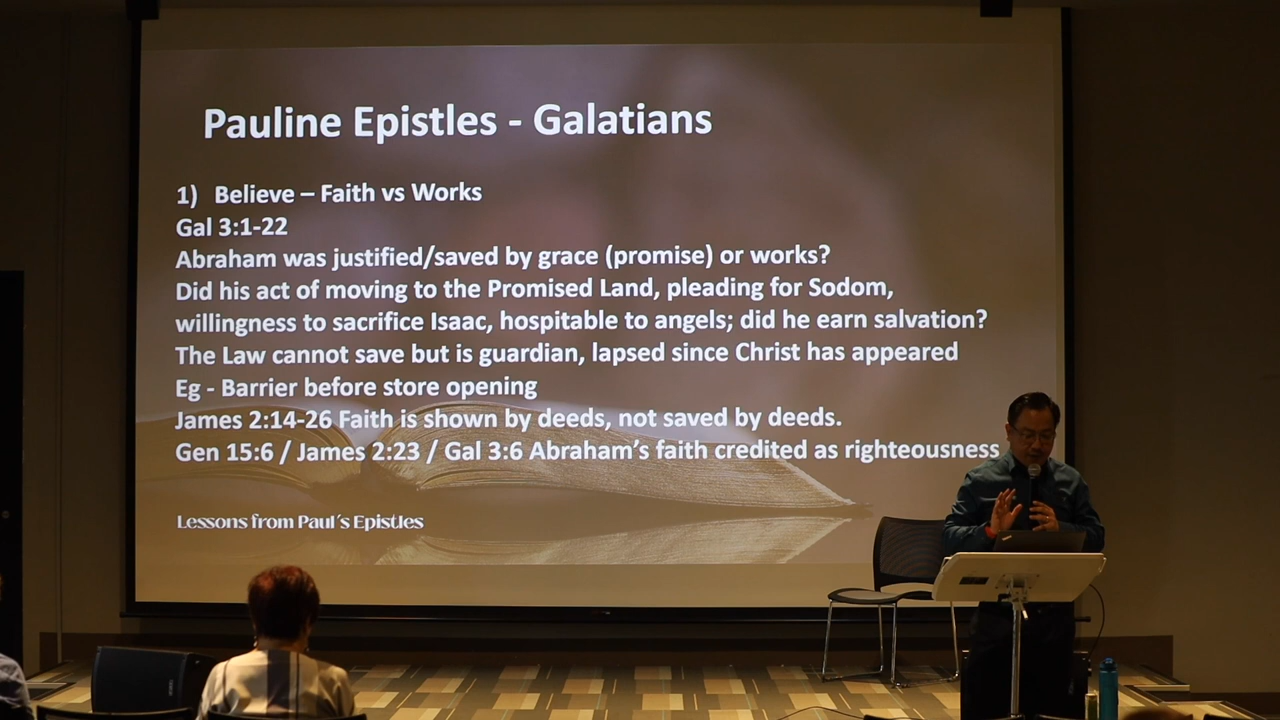 Pauline Epistles - Galatians
1) Believe – Faith vs Works
Gal 3:1-22
Abraham was justified/saved by grace (promise) or works?
Did his act of moving to the Promised Land, pleading for Sodom,
willingness to sacrifice Isaac, hospitable to angels; did he earn salvation?
The Law cannot save but is guardian, lapsed since Christ has appeared
Eg - Barrier before store opening
James 2:14-26 Faith is shown by deeds, not saved by deeds.
Gen 15:6 / James 2:23 / Gal 3:6 Abraham's faith credited as righteousness
Lessons from Paul's Epistles